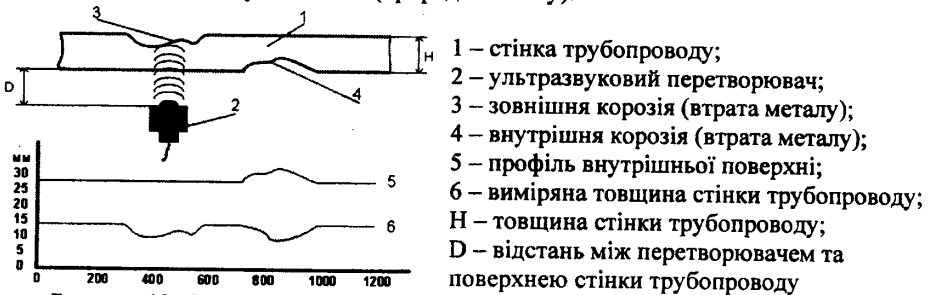 3
1
H
D
2
4
1 – стінка трубопроводу;
2 – ультразвуковий перетворювач;
3 – зовнішня корозія (втрата металу);
4 – внутрішня корозія (втрата металу);
5 – профіль внутрішньої поверхні;
6 – виміряна товщина стінки трубопроводу;
H – товщина стінки трубопроводу;
D – відстань між перетворювачем та
поверхнею стінки трубопроводу
мм
30
25
20
15
10
5
0
5
6
0 200 400 600 800 1000 1200